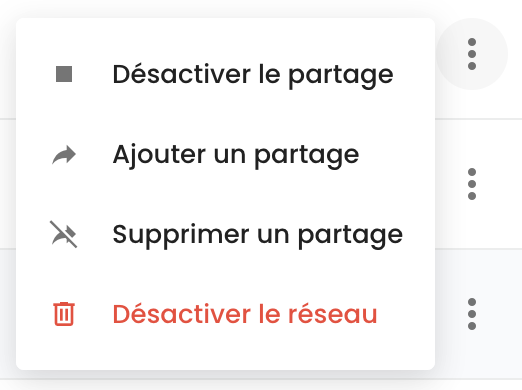 Désactiver le partage
Ajouter un partage
Supprimer un partage
Désactiver le réseau